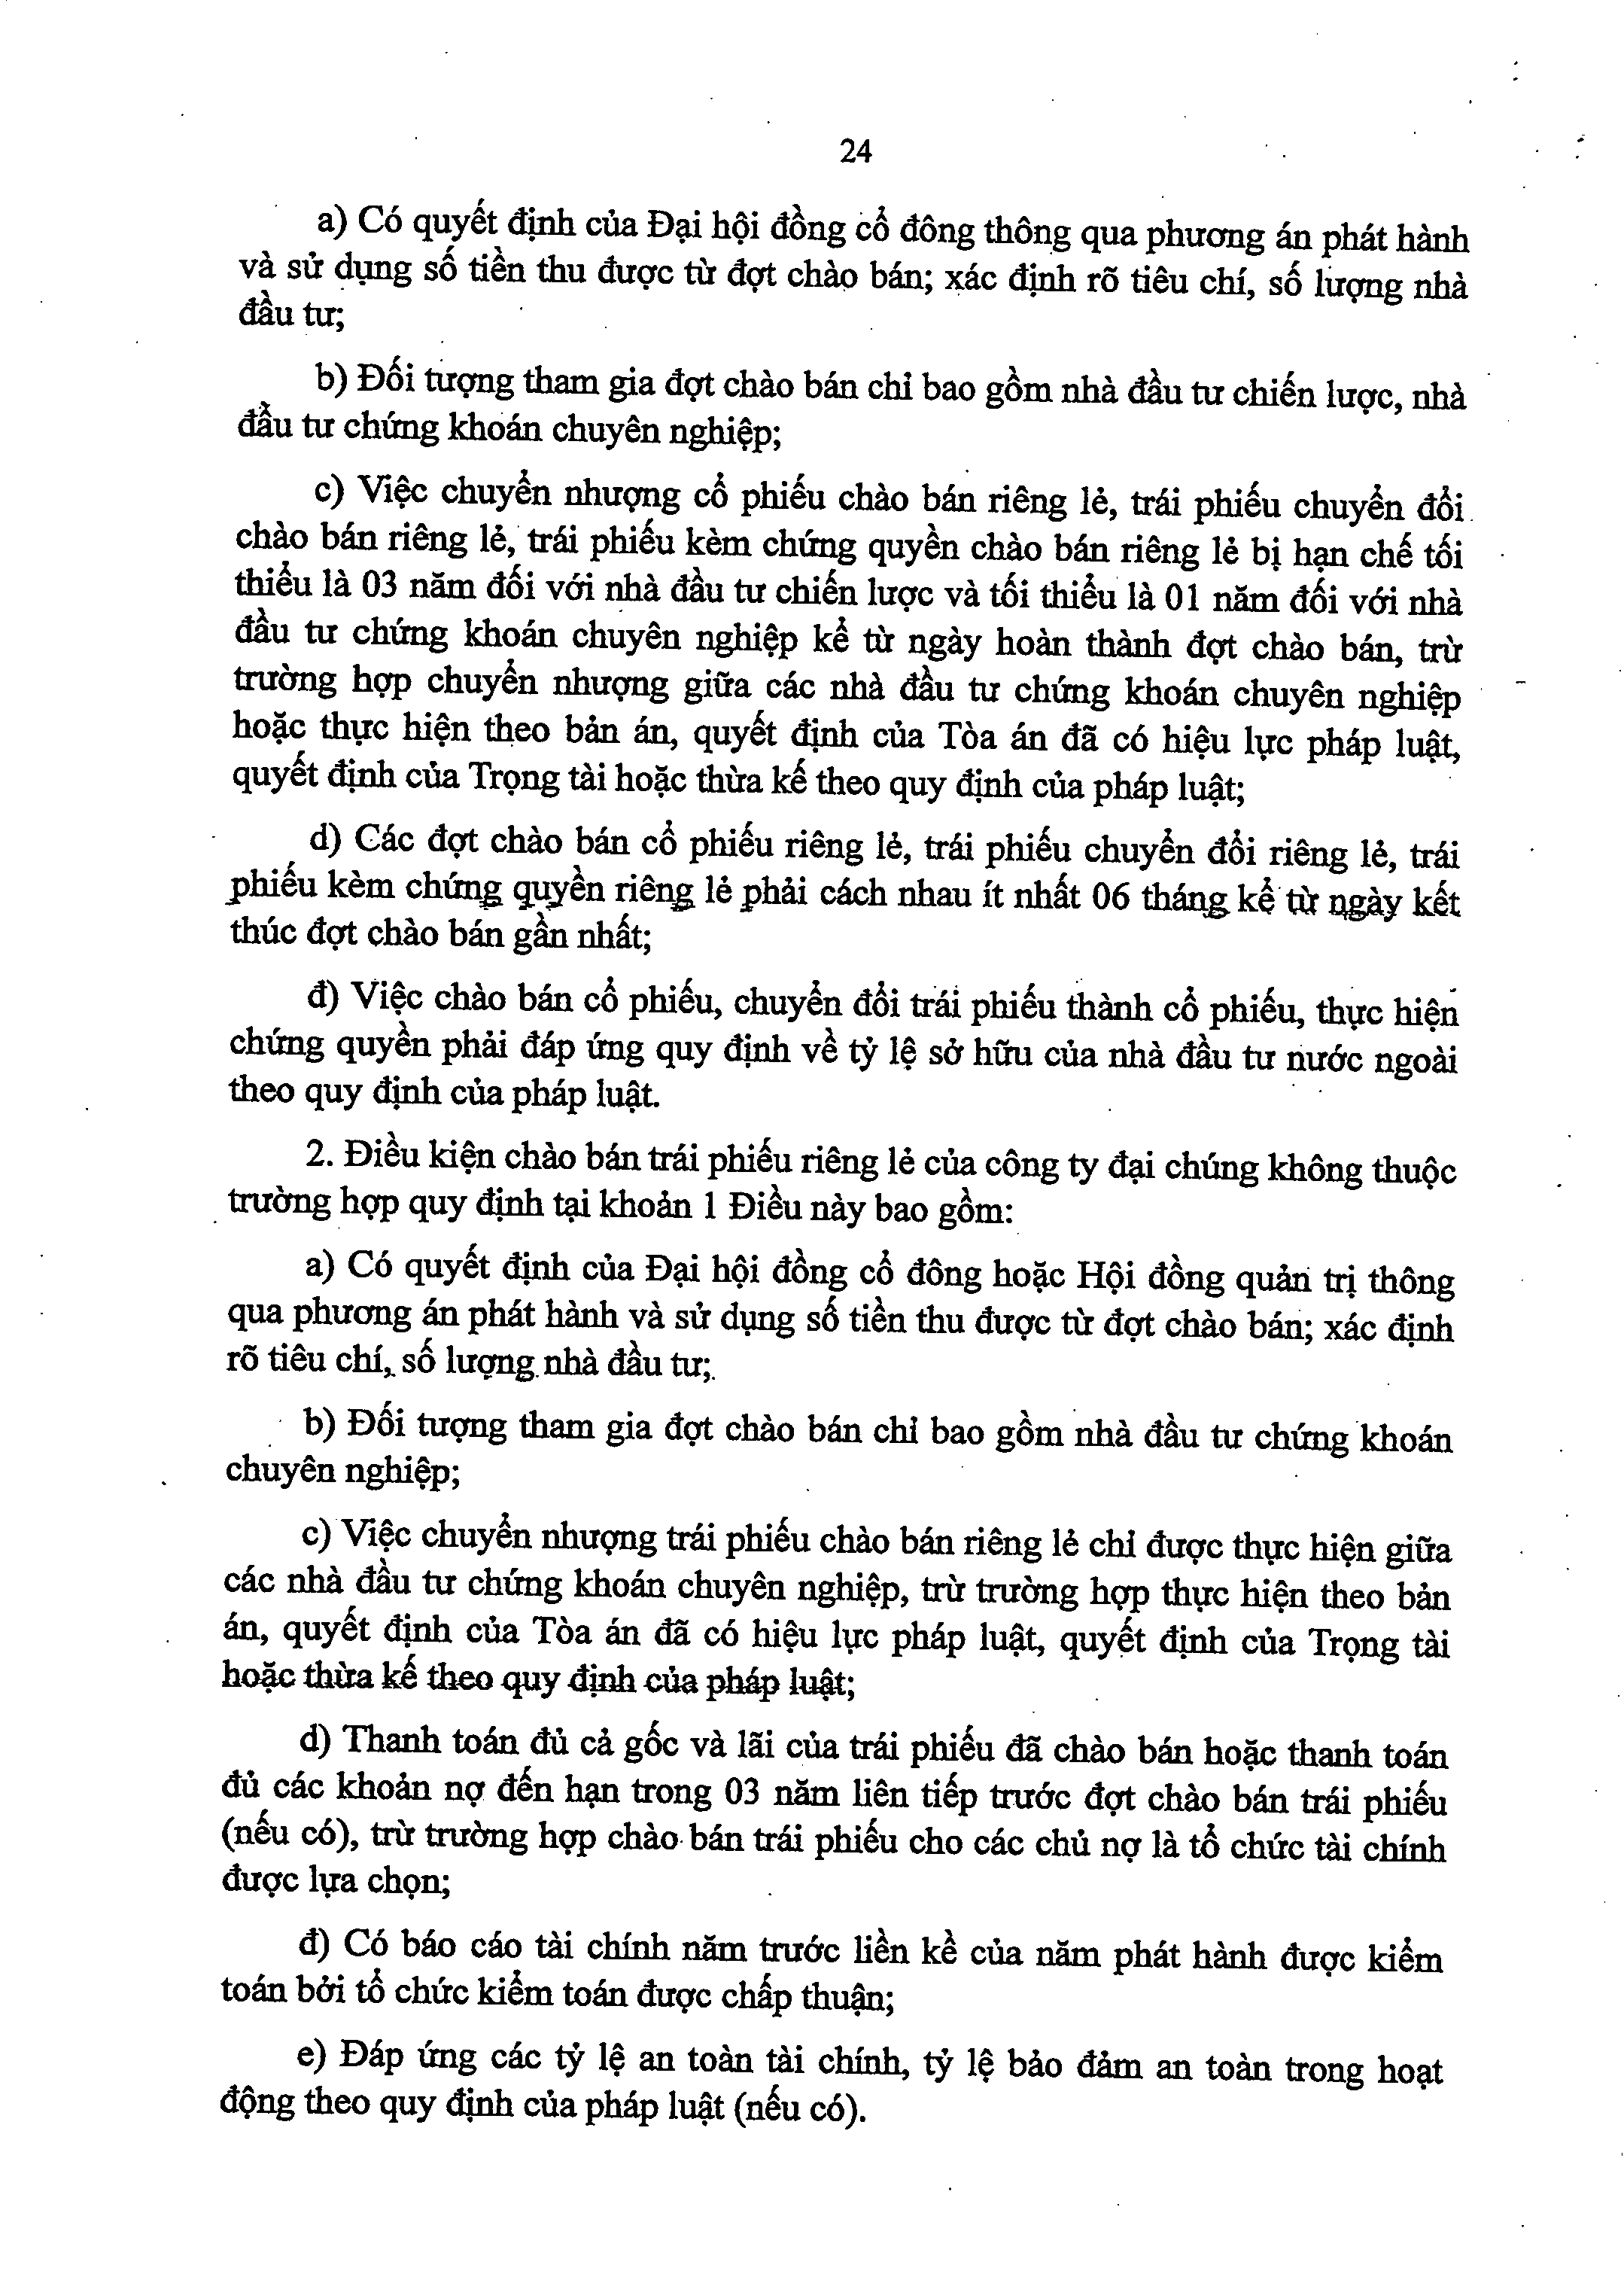 24
a) Có quyết định của Đại hội đồng cổ đông thông qua phương án phát hành
và sử dụng số tiền thu được từ đợt chào bán; xác định rõ tiêu chí, số lượng nhà
đầu tư;
b) Đối tượng tham gia đợt chào bán chỉ bao gồm nhà đầu tư chiến lược, nhà
đầu tư chứng khoán chuyên nghiệp;
c) Việc chuyển nhượng cổ phiếu chào bán riêng lẻ, trái phiếu chuyển đổi
chào bán riêng lẻ, trái phiếu kèm chứng quyền chào bán riêng lẻ bị hạn chế tối
thiểu là 03 năm đối với nhà đầu tư chiến lược và tối thiểu là 01 năm đối với nhà
đầu tư chứng khoán chuyên nghiệp kể từ ngày hoàn thành đợt chào bán, trừ
trường hợp chuyển nhượng giữa các nhà đầu tư chứng khoán chuyên nghiệp
hoặc thực hiện theo bản án, quyết định của Tòa án đã có hiệu lực pháp luật,
quyết định của Trọng tài hoặc thừa kế theo quy định của pháp luật;
d) Các đợt chào bán cổ phiếu riêng lẻ, trái phiếu chuyển đổi riêng lẻ, trái
phiếu kèm chứng quyền riêng lẻ phải cách nhau ít nhất 06 tháng kể từ ngày kết
thúc đợt chào bán gần nhất;
đ) Việc chào bán cổ phiếu, chuyển đổi trái phiếu thành cổ phiếu, thực hiện
chứng quyền phải đáp ứng quy định về tỷ lệ sở hữu của nhà đầu tư nước ngoài
theo quy định của pháp luật.
2. Điều kiện chào bán trái phiếu riêng lẻ của công ty đại chúng không thuộc
trường hợp quy định tại khoản 1 Điều này bao gồm:
a) Có quyết định của Đại hội đồng cổ đông hoặc Hội đồng quản trị thông
qua phương án phát hành và sử dụng số tiền thu được từ đợt chào bán; xác định
rõ tiêu chí, số lượng nhà đầu tư;
b) Đối tượng tham gia đợt chào bán chỉ bao gồm nhà đầu tư chứng khoán
chuyên nghiệp;
c) Việc chuyển nhượng trái phiếu chào bán riêng lẻ chỉ được thực hiện giữa
các nhà đầu tư chứng khoán chuyên nghiệp, trừ trường hợp thực hiện theo bản
án, quyết định của Tòa án đã có hiệu lực pháp luật, quyết định của Trọng tài
hoặc thừa kế theo quy định của pháp luật;
d) Thanh toán đủ cả gốc và lãi của trái phiếu đã chào bán hoặc thanh toán
đủ các khoản nợ đến hạn trong 03 năm liên tiếp trước đợt chào bán trái phiếu
(nếu có), trừ trường hợp chào bán trái phiếu cho các chủ nợ là tổ chức tài chính
được lựa chọn;
đ) Có báo cáo tài chính năm trước liền kề của năm phát hành được kiểm
toán bởi tổ chức kiểm toán được chấp thuận;
e) Đáp ứng các tỷ lệ an toàn tài chính, tỷ lệ bảo đảm an toàn trong hoạt
động theo quy định của pháp luật (nếu có).